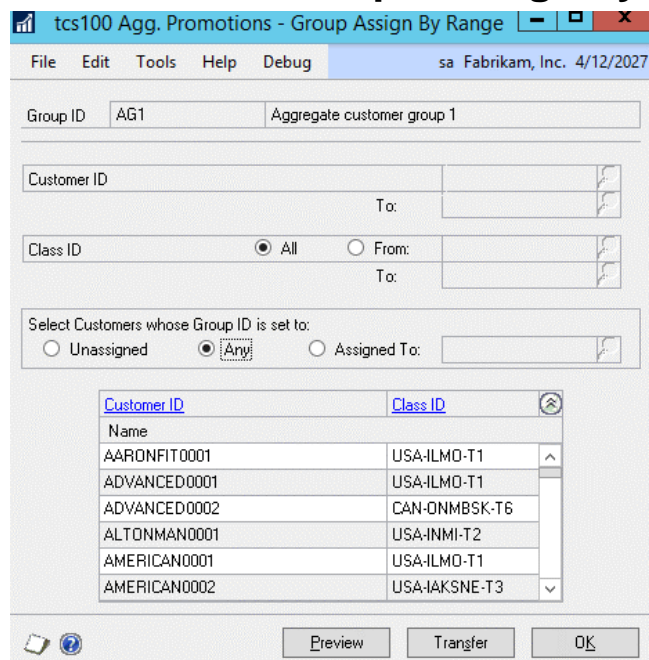 tcs100 Agg. Promotions - Group Assign By Range
File Edit Tools Help Debug sa Fabrikam, Inc. 4/12/2027
Group ID AG1 Aggregate customer group 1
Customer ID
To:
Class ID All From:
To:
Select Customers whose Group ID is set to:
Unassigned Any Assigned To:
Customer ID Class ID
Name
AARONFIT0001 USA-ILMO-T1
ADVANCED0001 USA-ILMO-T1
ADVANCED0002 CAN-ONMBSK-T6
ALTONMAN0001 USA-INMI-T2
AMERICAN0001 USA-ILMO-T1
AMERICAN0002 USA-IAKSNE-T3
Preview Transfer OK